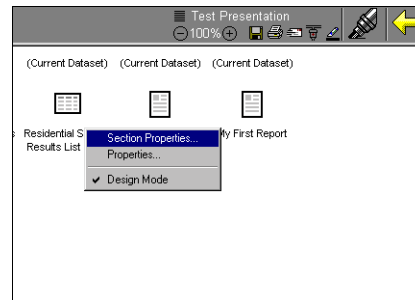 Test Presentation
100%
(Current Dataset) (Current Dataset) (Current Dataset)
Residential S
Results List
My First Report
Section Properties...
Properties...
Design Mode